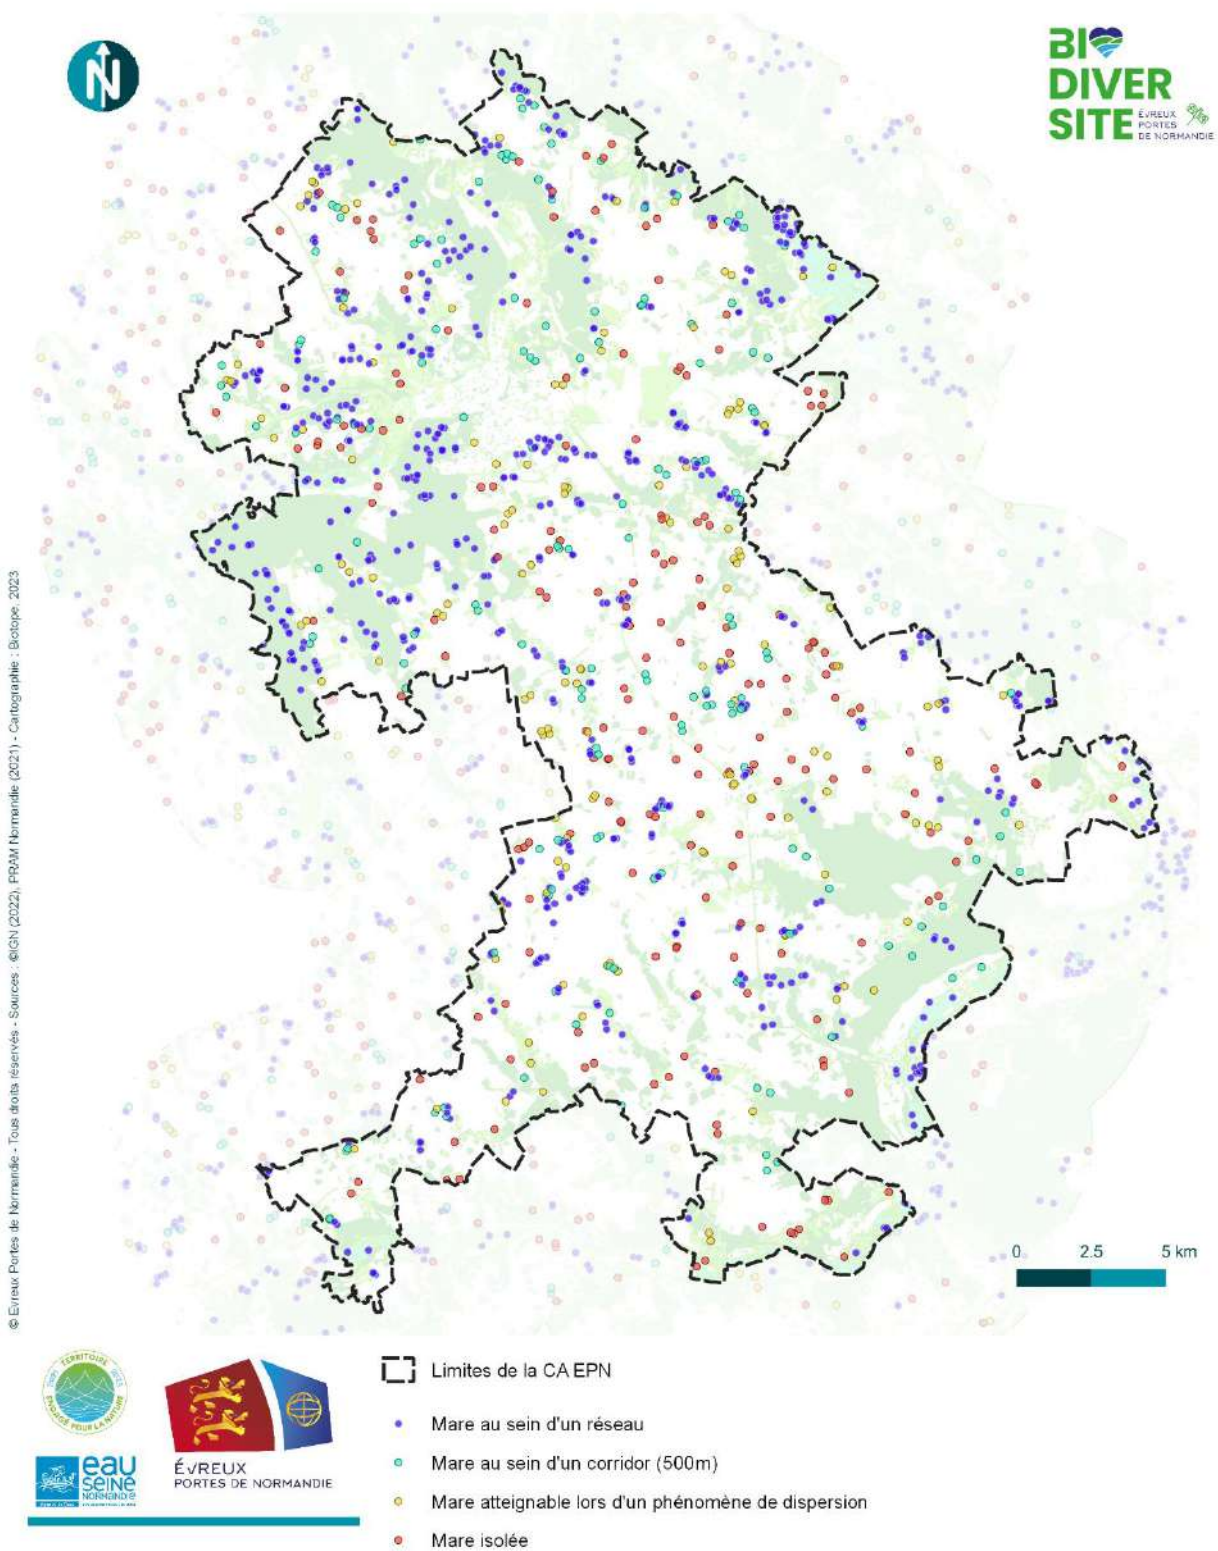 N
BI
DIVER
SITE
ÉVREUX
PORTES
DE NORMANDIE
© Evreux Portes de Normandie - Tous droits réservés - Sources : ©IGN (2022), PRAM Normandie (2021) - Cartographie : Biotope, 2023
0 2.5 5 km
TERRITOIRE
ENGAGÉ POUR LA NATURE
eau
seine
NORMANDIE
ÉVREUX
PORTES DE NORMANDIE
Limites de la CA EPN
Mare au sein d'un réseau
Mare au sein d'un corridor (500m)
Mare atteignable lors d'un phénomène de dispersion
Mare isolée